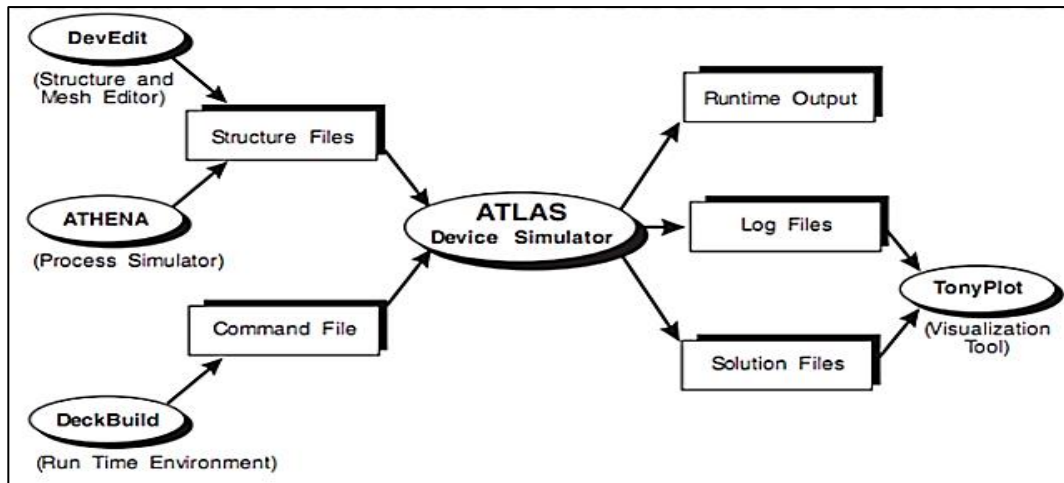 DevEdit
(Structure and
Mesh Editor)
Structure Files
ATHENA
(Process Simulator)
Command File
DeckBuild
(Run Time Environment)
ATLAS
Device Simulator
Runtime Output
Log Files
Solution Files
TonyPlot
(Visualization
Tool)